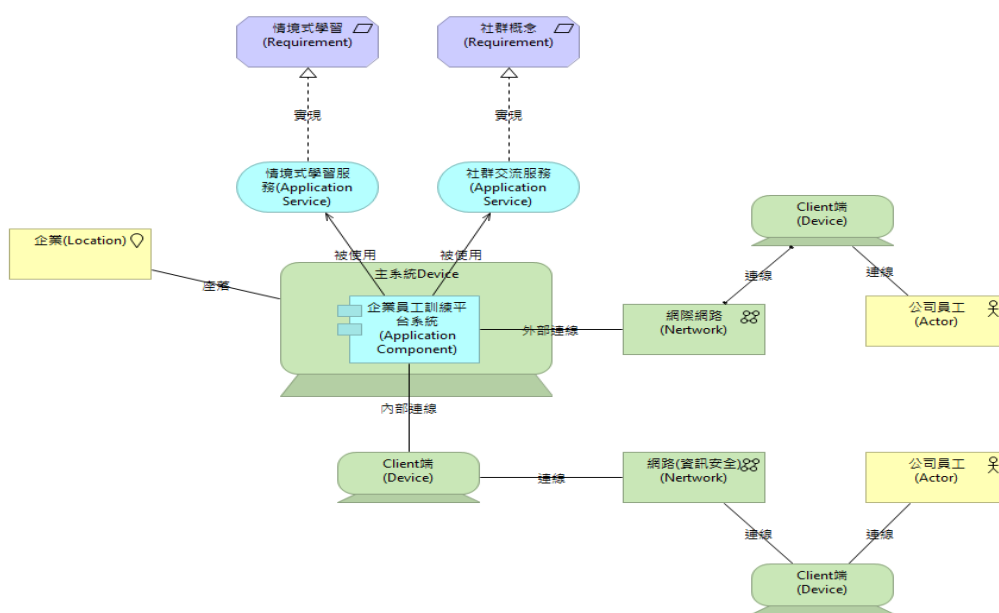 情境式學習
(Requirement)
社群概念
(Requirement)
實現
實現
情境式學習服
務(Application
Service)
社群交流服務
(Application
Service)
Client端
(Device)
企業(Location)
被使用
被使用
主系統Device
連線
連線
座落
企業員工訓練平
台系統
(Application
Component)
外部連線
網際網路
(Nertwork)
公司員工
(Actor)
內部連線
Client端
(Device)
連線
網路(資訊安全)
(Nertwork)
公司員工
(Actor)
連線
連線
Client端
(Device)